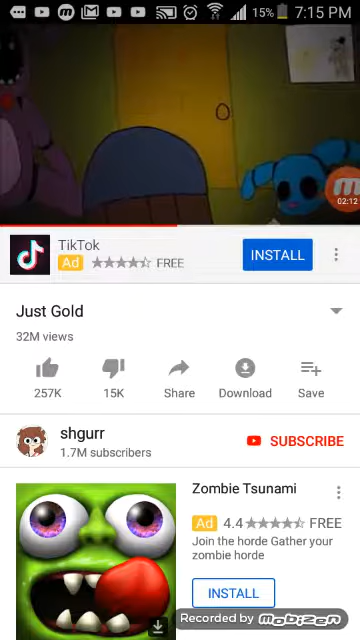 15% 7:15 PM
02:12
TikTok
Ad FREE
INSTALL
Just Gold
32M views
257K 15K Share Download Save
shgurr
1.7M subscribers
SUBSCRIBE
Zombie Tsunami
Ad 4.4 FREE
Join the horde Gather your
zombie horde
INSTALL
Recorded by mobizen